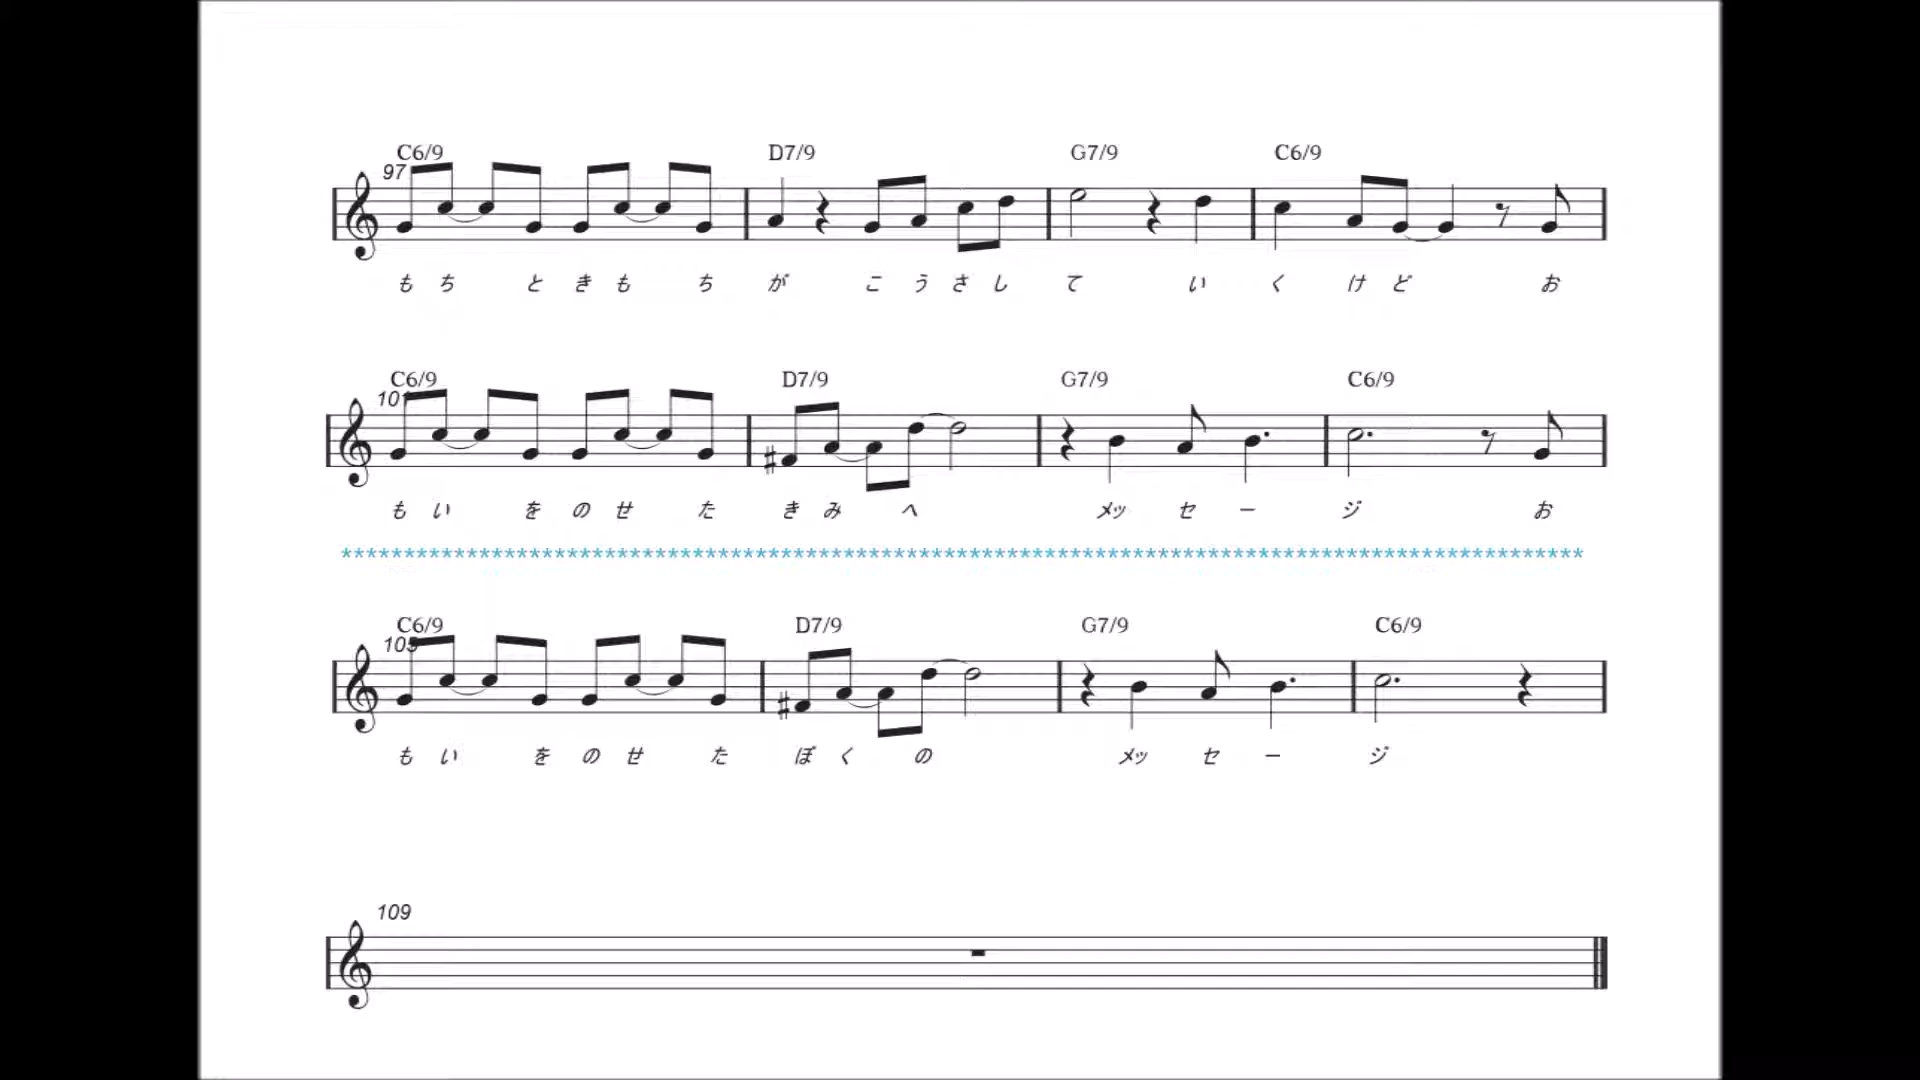 C6/9 D7/9 G7/9 C6/9
97
も ち と き も ち が こ う さ し て い く け ど お
C6/9 D7/9 G7/9 C6/9
101
も い を の せ た き み へ メッ セ ー ジ お
***************************************************************************************************
C6/9 D7/9 G7/9 C6/9
105
も い を の せ た ぼ く の メッ セ ー ジ
109